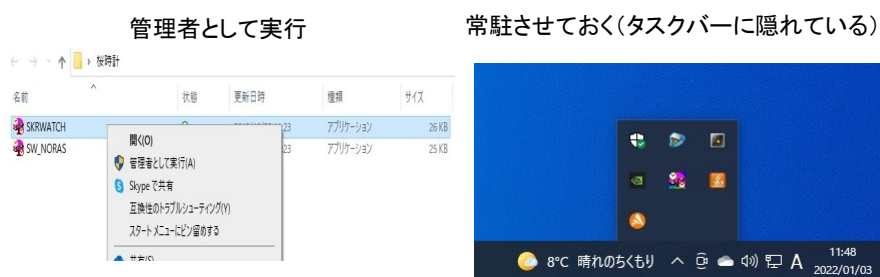 管理者として実行
常駐させておく(タスクバーに隠れている)
桜時計
名前 状態 更新日時 種類 サイズ
SKRWATCH アプリケーション 26 KB
SW_NORAS アプリケーション 25 KB
開く(O)
管理者として実行(A)
Skype で共有
互換性のトラブルシューティング(Y)
スタート メニューにピン留めする
8°C 晴れのちくもり A 11:48
2022/01/03